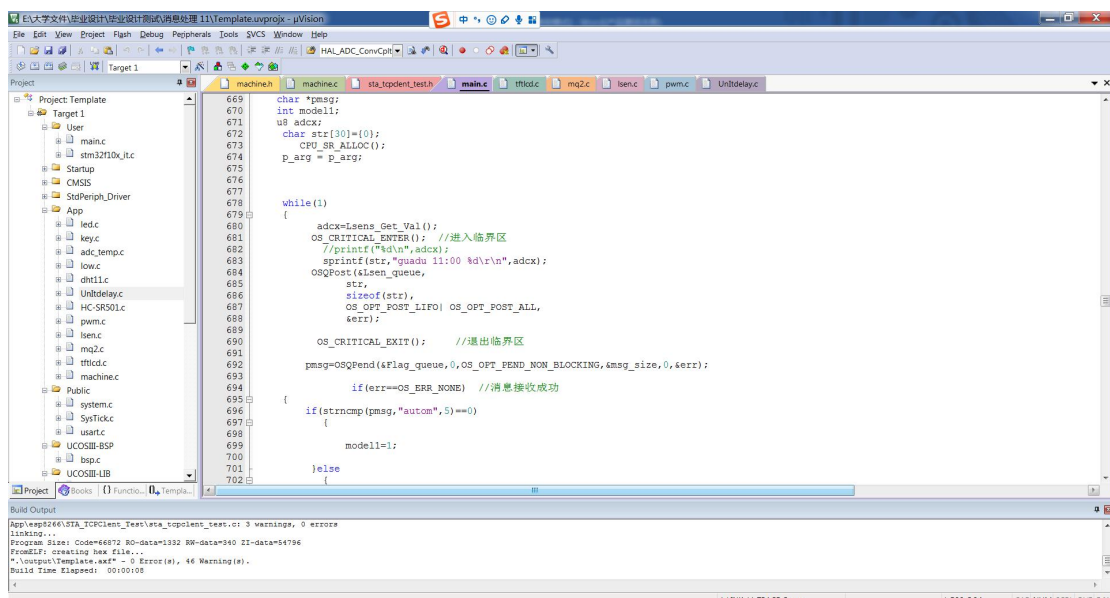 E:\大学文件\毕业设计\毕业设计测试\消息处理 11\Template.uvprojx - µVision
File Edit View Project Flash Debug Peripherals Tools SVCS Window Help
HAL_ADC_ConvCplt
Target 1
Project
machine.h machine.c sta_tcpclent_test.h main.c tftlcd.c mq2.c lsen.c pwm.c UnItdelay.c
Project: Template
Target 1
User
main.c
stm32f10x_it.c
Startup
CMSIS
StdPeriph_Driver
App
led.c
key.c
adc_temp.c
low.c
dht11.c
UnItdelay.c
HC-SR501.c
pwm.c
lsen.c
mq2.c
tftlcd.c
machine.c
Public
system.c
SysTick.c
usart.c
UCOSIII-BSP
bsp.c
UCOSIII-LIB
669 char *pmsg;
670 int model1;
671 u8 adcx;
672 char str[30]={0};
673 CPU_SR_ALLOC();
674 p_arg = p_arg;
675
676
677
678 while(1)
679 {
680 adcx=Lsens_Get_Val();
681 OS_CRITICAL_ENTER(); //进入临界区
682 //printf("%d\n",adcx);
683 sprintf(str,"guadu 11:00 %d\r\n",adcx);
684 OSQPost(&Lsen_queue,
685 str,
686 sizeof(str),
687 OS_OPT_POST_LIFO| OS_OPT_POST_ALL,
688 &err);
689
690 OS_CRITICAL_EXIT(); //退出临界区
691
692 pmsg=OSQPend(&Flag_queue,0,OS_OPT_PEND_NON_BLOCKING,&msg_size,0,&err);
693
694 if(err==OS_ERR_NONE) //消息接收成功
695 {
696 if(strncmp(pmsg,"autom",5)==0)
697 {
698
699 model1=1;
700
701 }else
702 {
Project Books {} Functio... 0 Templa...
Build Output
App\esp8266\STA_TCPClent_Test\sta_tcpclent_test.c: 3 warnings, 0 errors
linking...
Program Size: Code=66872 RO-data=1332 RW-data=340 ZI-data=54796
FromELF: creating hex file...
".\output\Template.axf" - 0 Error(s), 46 Warning(s).
Build Time Elapsed: 00:00:08